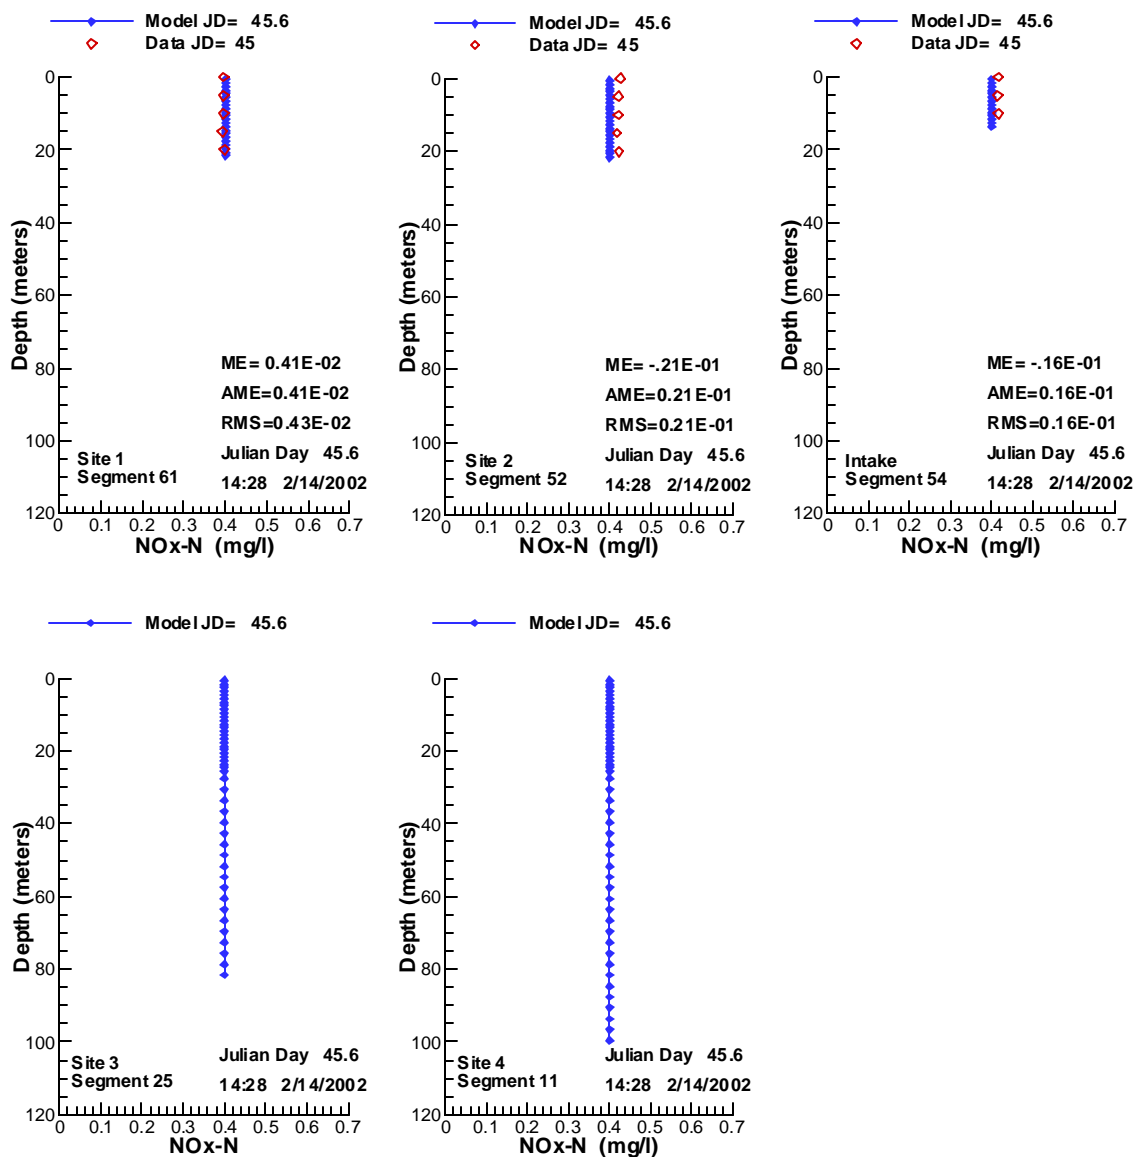 Model JD= 45.6
Data JD= 45
0
20
40
60
80
100
120
Depth (meters)
ME= 0.41E-02
AME=0.41E-02
RMS=0.43E-02
Site 1
Segment 61
Julian Day 45.6
14:28 2/14/2002
0 0.1 0.2 0.3 0.4 0.5 0.6 0.7
NOx-N (mg/l)
Model JD= 45.6
Data JD= 45
0
20
40
60
80
100
120
Depth (meters)
ME= -.21E-01
AME=0.21E-01
RMS=0.21E-01
Site 2
Segment 52
Julian Day 45.6
14:28 2/14/2002
0 0.1 0.2 0.3 0.4 0.5 0.6 0.7
NOx-N (mg/l)
Model JD= 45.6
Data JD= 45
0
20
40
60
80
100
120
Depth (meters)
ME= -.16E-01
AME=0.16E-01
RMS=0.16E-01
Intake
Segment 54
Julian Day 45.6
14:28 2/14/2002
0 0.1 0.2 0.3 0.4 0.5 0.6 0.7
NOx-N (mg/l)
Model JD= 45.6
0
20
40
60
80
100
120
Depth (meters)
Site 3
Segment 25
Julian Day 45.6
14:28 2/14/2002
0 0.1 0.2 0.3 0.4 0.5 0.6 0.7
NOx-N
Model JD= 45.6
0
20
40
60
80
100
120
Depth (meters)
Site 4
Segment 11
Julian Day 45.6
14:28 2/14/2002
0 0.1 0.2 0.3 0.4 0.5 0.6 0.7
NOx-N (mg/l)